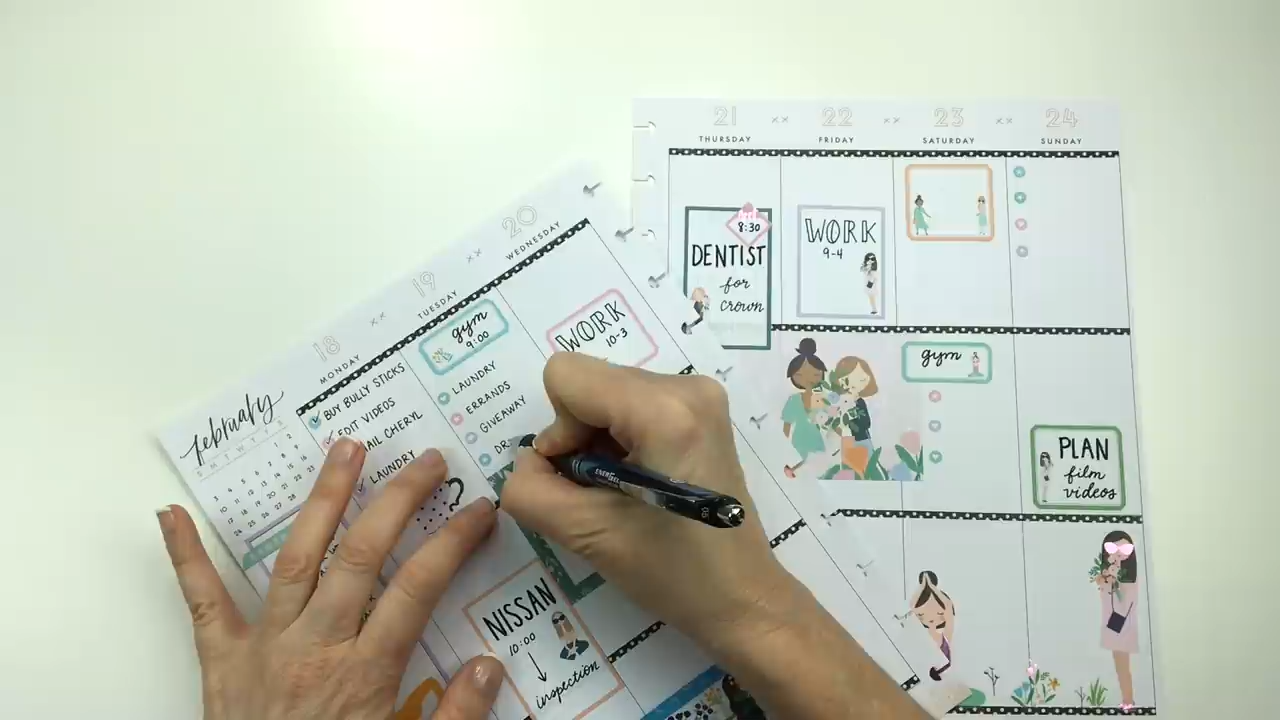 february
18
MONDAY
BUY BULLY STICKS
EDIT VIDEOS
CHERYL
LAUNDRY
19
TUESDAY
gym
9:00
LAUNDRY
ERRANDS
GIVEAWAY
NISSAN
10:00
inspection
20
WEDNESDAY
WORK
10-3
21
THURSDAY
8:30
DENTIST
for
crown
22
FRIDAY
WORK
9-4
23
SATURDAY
gym
24
SUNDAY
PLAN
film
videos
ENERGEL